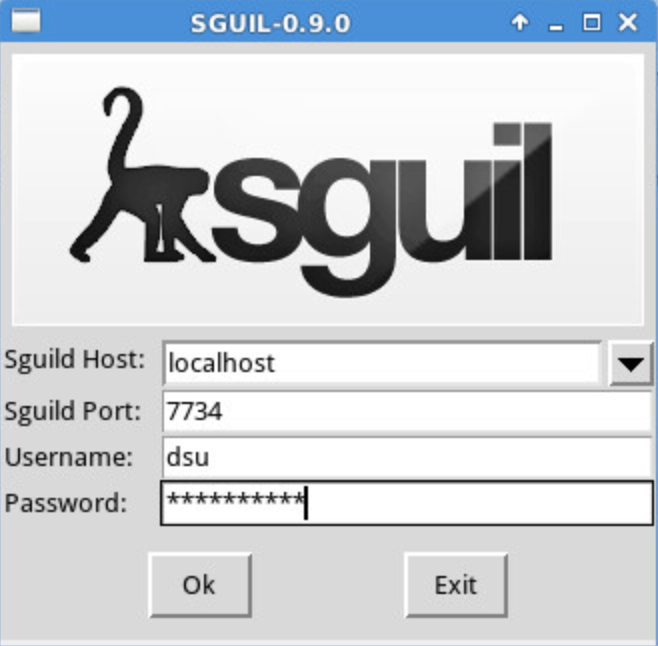 SGUIL-0.9.0
sguil
Sguild Host: localhost
Sguild Port: 7734
Username: dsu
Password: **********
Ok Exit